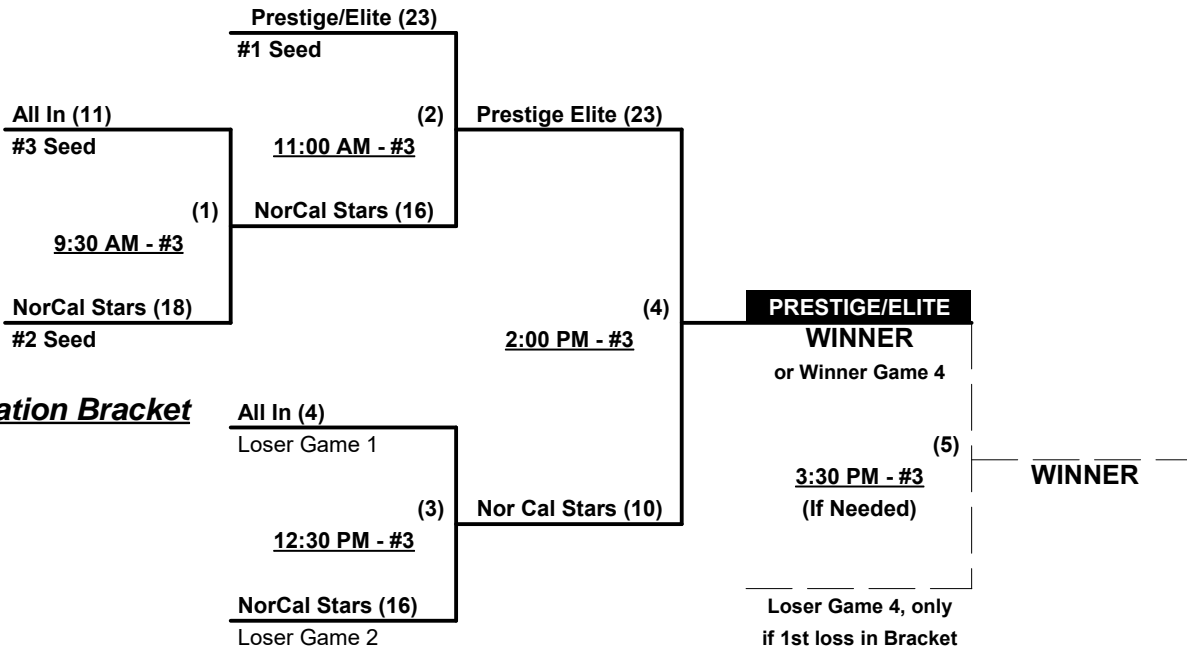 Prestige/Elite (23)
#1 Seed
All In (11)
(2)
Prestige Elite (23)
#3 Seed
11:00 AM - #3
(1)
NorCal Stars (16)
9:30 AM - #3
NorCal Stars (18)
(4)
PRESTIGE/ELITE
#2 Seed
2:00 PM - #3
WINNER
or Winner Game 4
ation Bracket
All In (4)
Loser Game 1
(5)
3:30 PM - #3
WINNER
(3)
Nor Cal Stars (10)
(If Needed)
12:30 PM - #3
NorCal Stars (16)
Loser Game 4, only
Loser Game 2
if 1st loss in Bracket